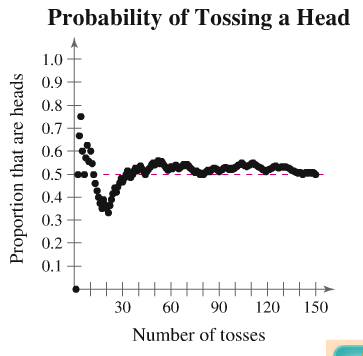 Probability of Tossing a Head
Proportion that are heads
1.0
0.9
0.8
0.7
0.6
0.5
0.4
0.3
0.2
0.1
30 60 90 120 150
Number of tosses